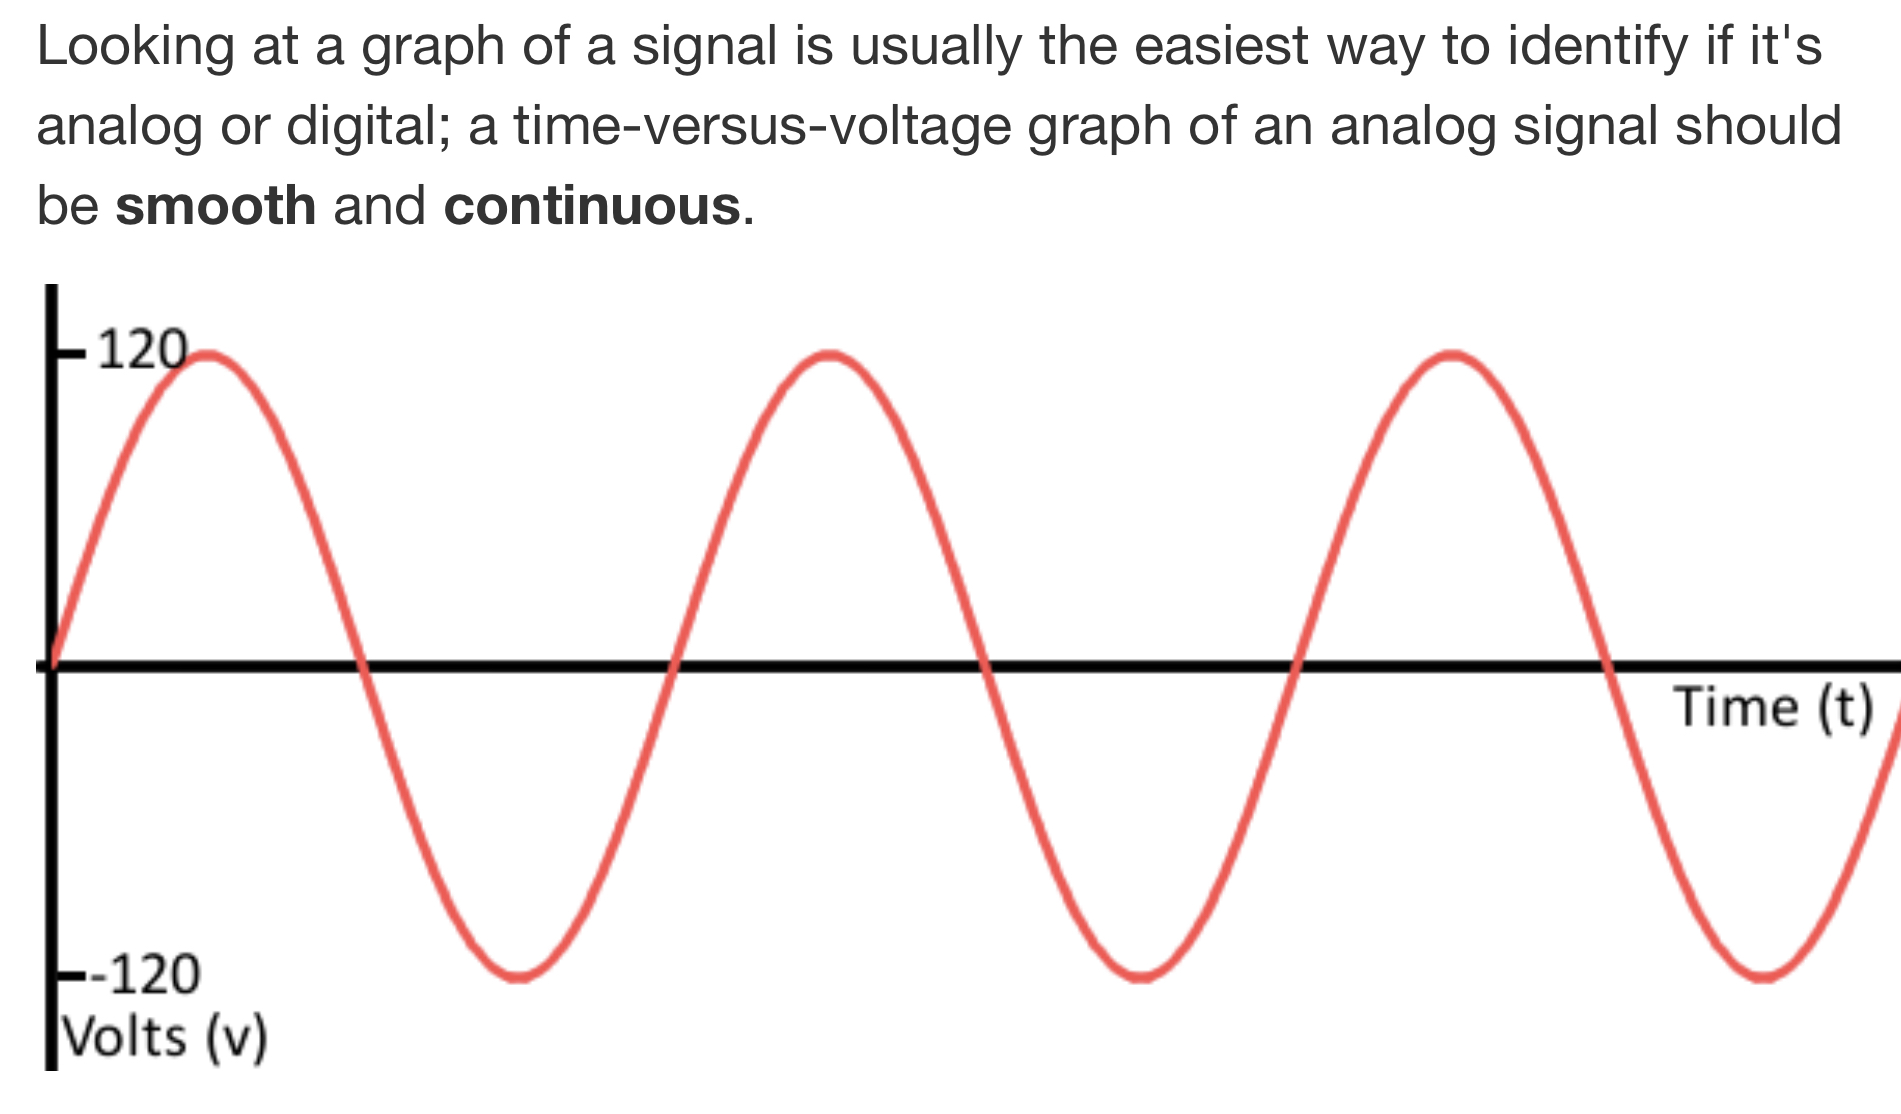 Looking at a graph of a signal is usually the easiest way to identify if it's
analog or digital; a time-versus-voltage graph of an analog signal should
be smooth and continuous.
120
Time (t)
-120
Volts (v)